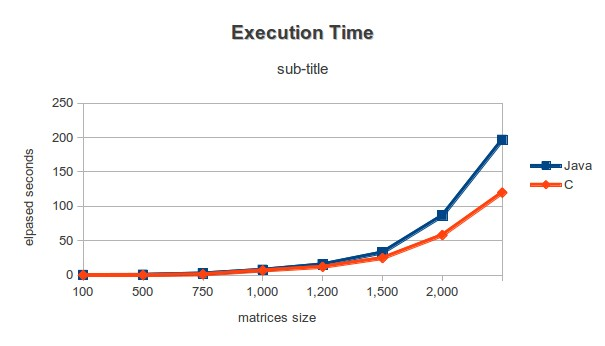 Execution Time
sub-title
250
200
150
100
50
0
elpased seconds
100 500 750 1,000 1,200 1,500 2,000
matrices size
Java
C